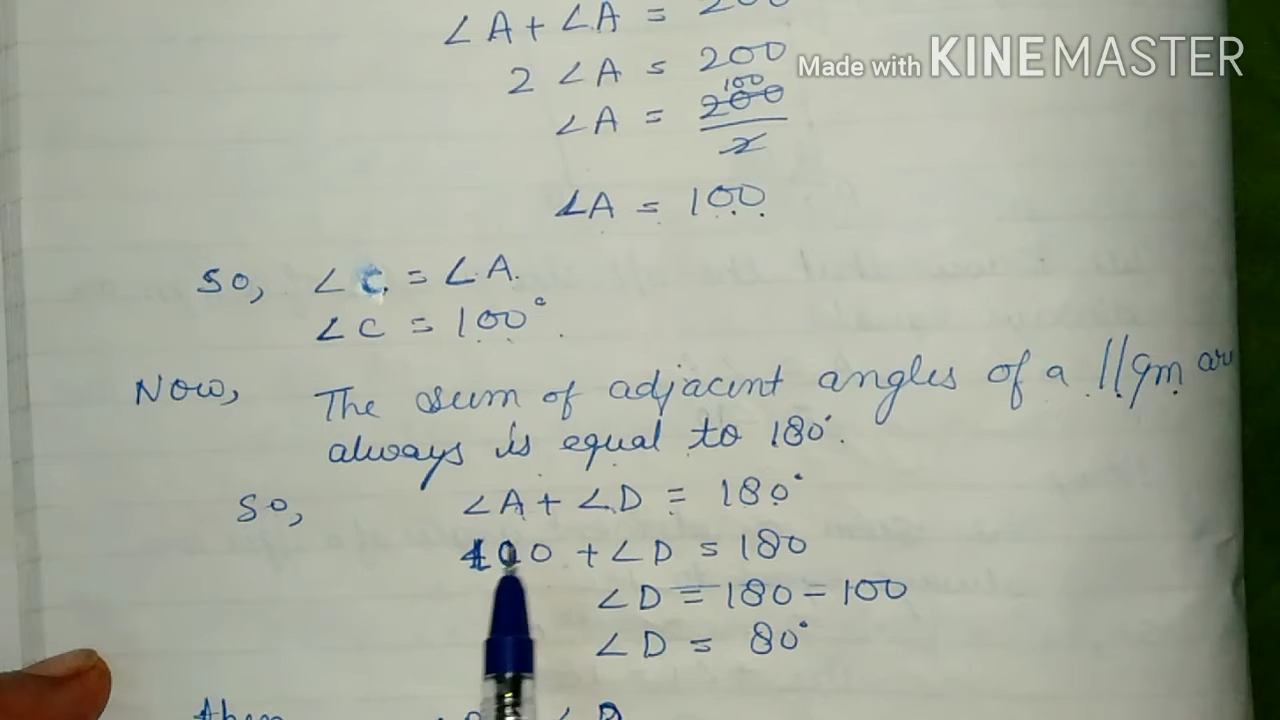 ∠A + ∠A = 200
2 ∠A = 200
100
∠A = 200/2
∠A = 100
So, ∠C = ∠A.
∠C = 100°.
Now, The sum of adjacent angles of a ||gm are
always is equal to 180°.
So, ∠A + ∠D = 180°
100 + ∠D = 180
∠D = 180 - 100
∠D = 80°
∠D
Made with KINEMASTER